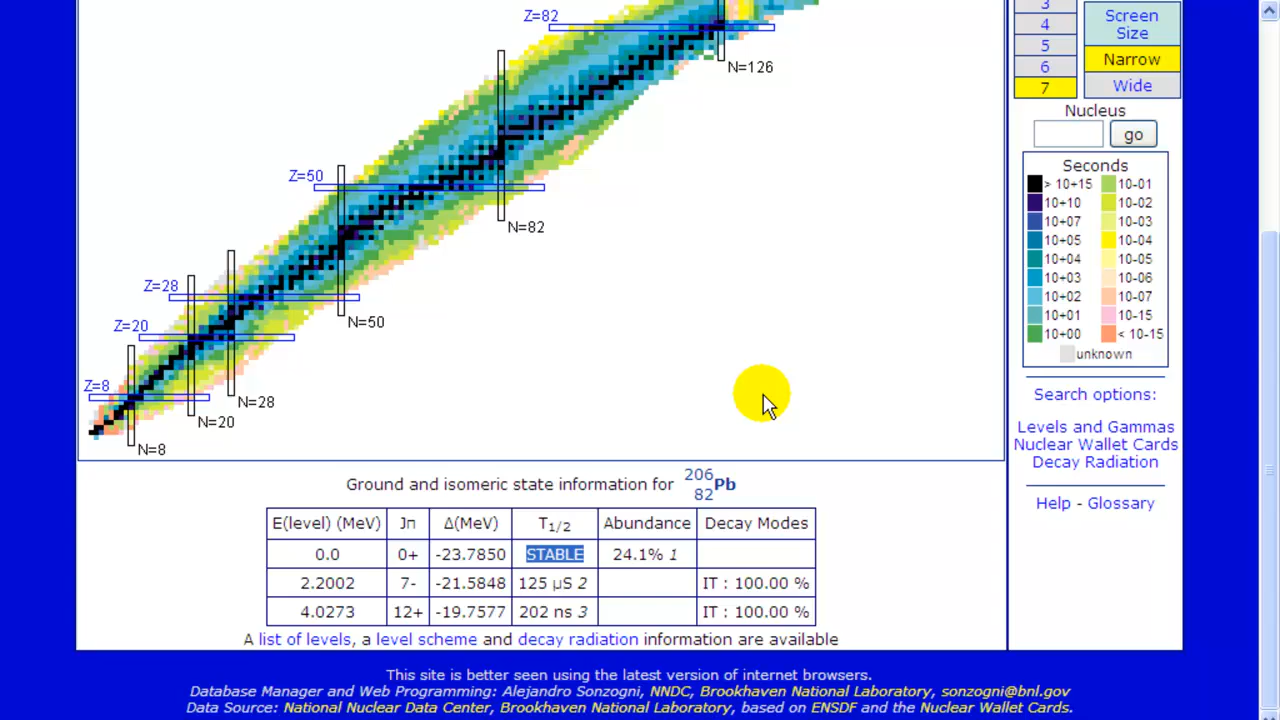 Z=82
N=126
Z=50
N=82
Z=28
N=50
Z=20
N=28
Z=8
N=20
N=8
3
4
5
6
7
Screen
Size
Narrow
Wide
Nucleus
go
Seconds
> 10+15 10-01
10+10 10-02
10+07 10-03
10+05 10-04
10+04 10-05
10+03 10-06
10+02 10-07
10+01 10-15
10+00 < 10-15
unknown
Search options:
Levels and Gammas
Nuclear Wallet Cards
Decay Radiation
Help - Glossary
Ground and isomeric state information for 206 82 Pb
E(level) (MeV) Jπ Δ(MeV) T1/2 Abundance Decay Modes
0.0 0+ -23.7850 STABLE 24.1% 1
2.2002 7- -21.5848 125 µS 2 IT : 100.00 %
4.0273 12+ -19.7577 202 ns 3 IT : 100.00 %
A list of levels, a level scheme and decay radiation information are available
This site is better seen using the latest version of internet browsers.
Database Manager and Web Programming: Alejandro Sonzogni, NNDC, Brookhaven National Laboratory, sonzogni@bnl.gov
Data Source: National Nuclear Data Center, Brookhaven National Laboratory, based on ENSDF and the Nuclear Wallet Cards.